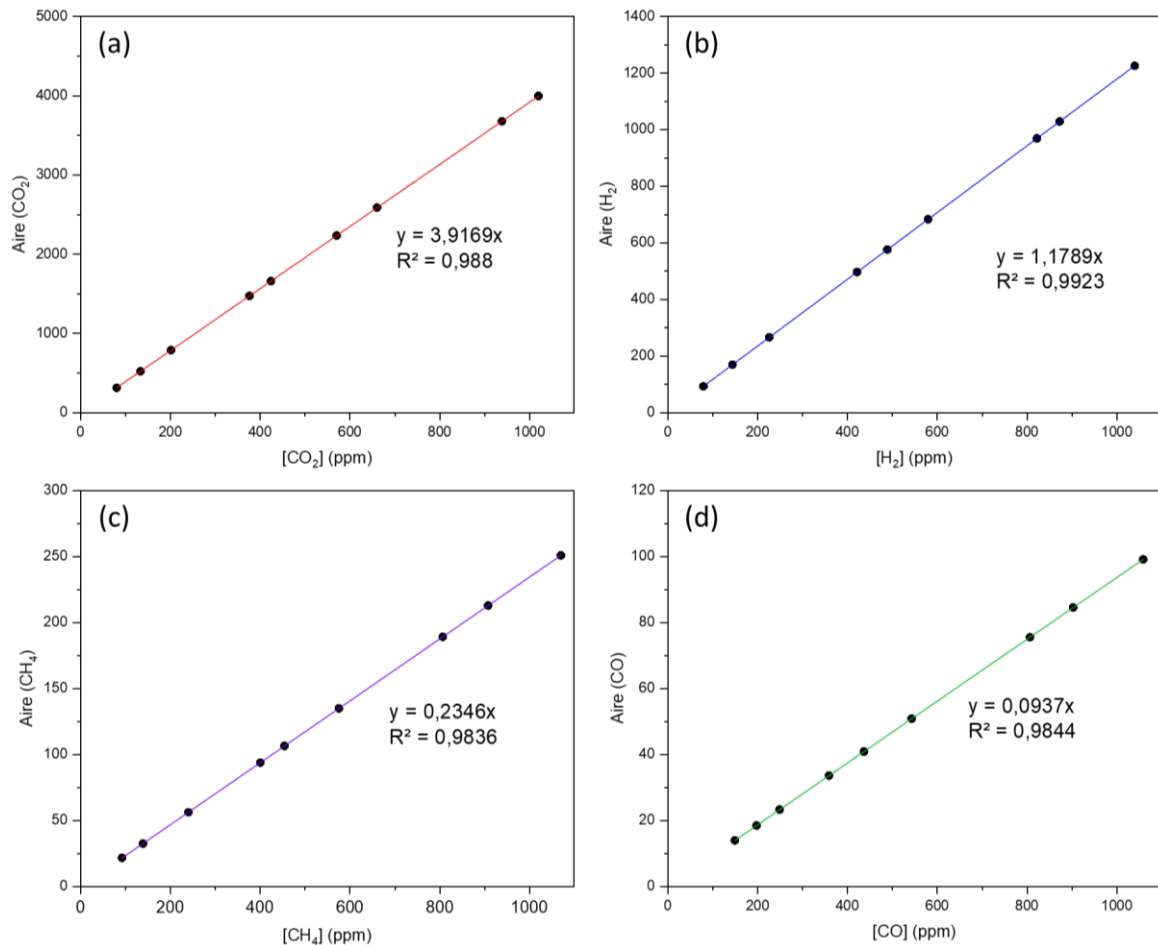 (a)
5000
4000
3000
2000
1000
0
Aire (CO₂)
y = 3,9169x
R² = 0,988
0 200 400 600 800 1000
[CO₂] (ppm)
(b)
1400
1200
1000
800
600
400
200
0
Aire (H₂)
y = 1,1789x
R² = 0,9923
0 200 400 600 800 1000
[H₂] (ppm)
(c)
300
250
200
150
100
50
0
Aire (CH₄)
y = 0,2346x
R² = 0,9836
0 200 400 600 800 1000
[CH₄] (ppm)
(d)
120
100
80
60
40
20
0
Aire (CO)
y = 0,0937x
R² = 0,9844
0 200 400 600 800 1000
[CO] (ppm)